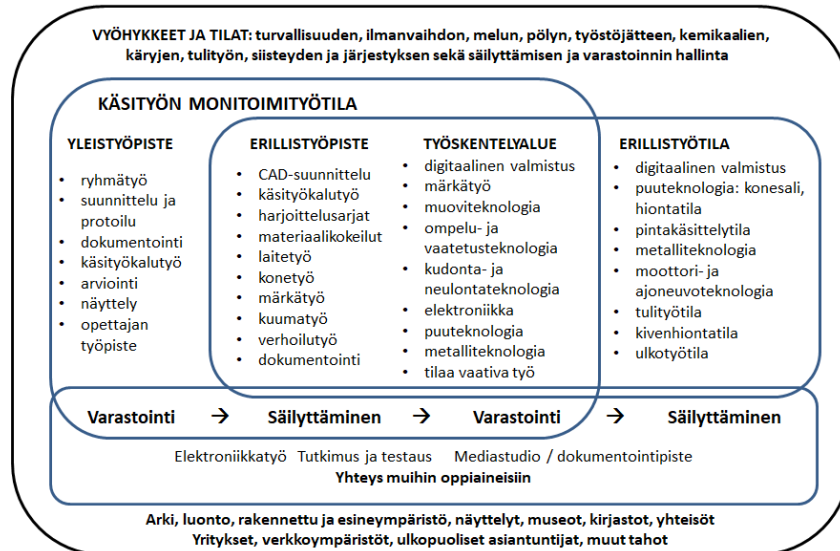 VYÖHYKKEET JA TILAT: turvallisuuden, ilmanvaihdon, melun, pölyn, työstöjätteen, kemikaalien,
käryjen, tulityön, siisteyden ja järjestyksen sekä säilyttämisen ja varastoinnin hallinta
KÄSITYÖN MONITOIMITYÖTILA
YLEISTYÖPISTE
• ryhmätyö
• suunnittelu ja
protoilu
• dokumentointi
• käsityökalutyö
• arviointi
• näyttely
• opettajan
työpiste
ERILLISTYÖPISTE
• CAD-suunnittelu
• käsityökalutyö
• harjoittelusarjat
• materiaalikokeilut
• laitetyö
• konetyö
• märkätyö
• kuumatyö
• verhoilutyö
• dokumentointi
TYÖSKENTELYALUE
• digitaalinen valmistus
• märkätyö
• muoviteknologia
• ompelu- ja
vaatetusteknologia
• kudonta- ja
neulontateknologia
• elektroniikka
• puuteknologia
• metalliteknologia
• tilaa vaativa työ
ERILLISTYÖTILA
• digitaalinen valmistus
• puuteknologia: konesali,
hiontatila
• pintakäsittelytila
• metalliteknologia
• moottori- ja
ajoneuvoteknologia
• tulityötila
• kivenhiontatila
• ulkotyötila
Varastointi → Säilyttäminen → Varastointi → Säilyttäminen
Elektroniikkatyö Tutkimus ja testaus Mediastudio / dokumentointipiste
Yhteys muihin oppiaineisiin
Arki, luonto, rakennettu ja esineympäristö, näyttelyt, museot, kirjastot, yhteisöt
Yritykset, verkkoympäristöt, ulkopuoliset asiantuntijat, muut tahot